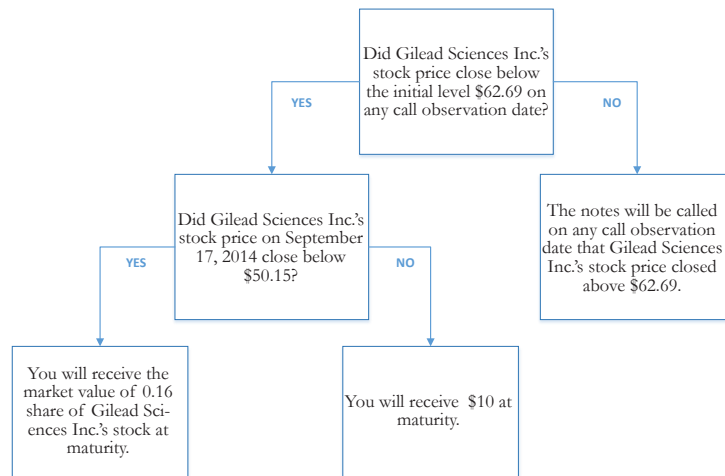 Did Gilead Sciences Inc.'s
stock price close below
the initial level $62.69 on
any call observation date?
YES
NO
Did Gilead Sciences Inc.'s
stock price on September
17, 2014 close below
$50.15?
The notes will be called
on any call observation
date that Gilead Sciences
Inc.'s stock price closed
above $62.69.
YES
NO
You will receive the
market value of 0.16
share of Gilead Sci-
ences Inc.'s stock at
maturity.
You will receive $10 at
maturity.